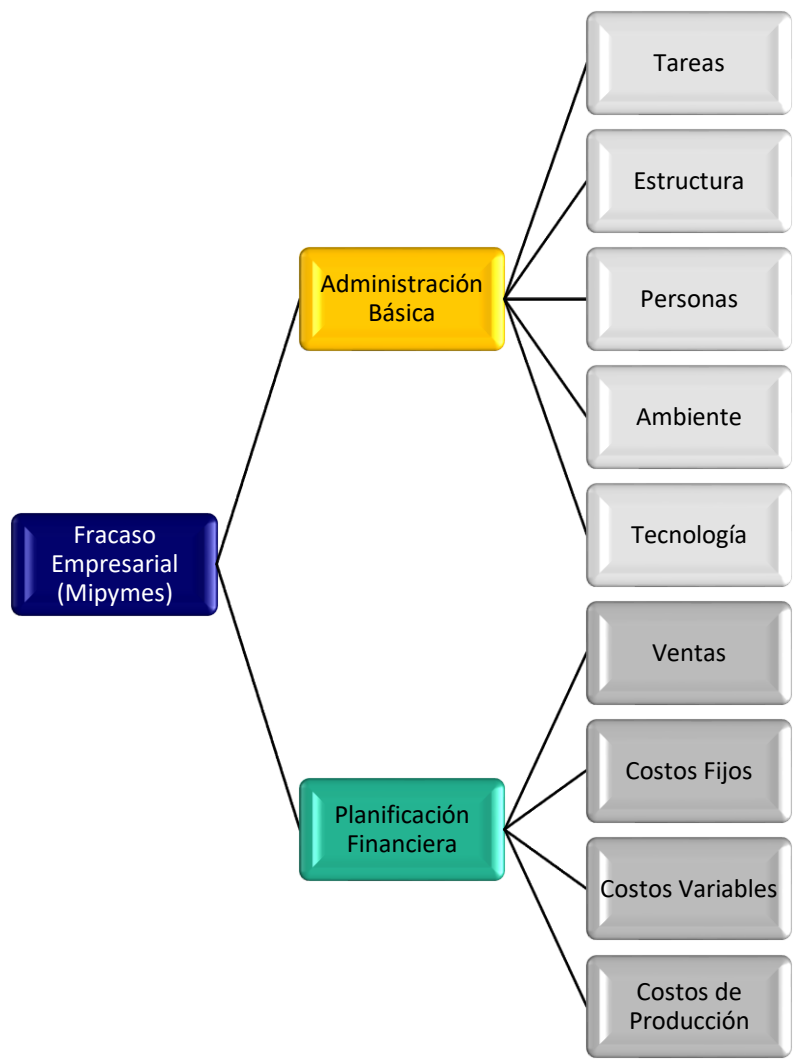 Fracaso
Empresarial
(Mipymes)
Administración
Básica
Tareas
Estructura
Personas
Ambiente
Tecnología
Planificación
Financiera
Ventas
Costos Fijos
Costos Variables
Costos de
Producción